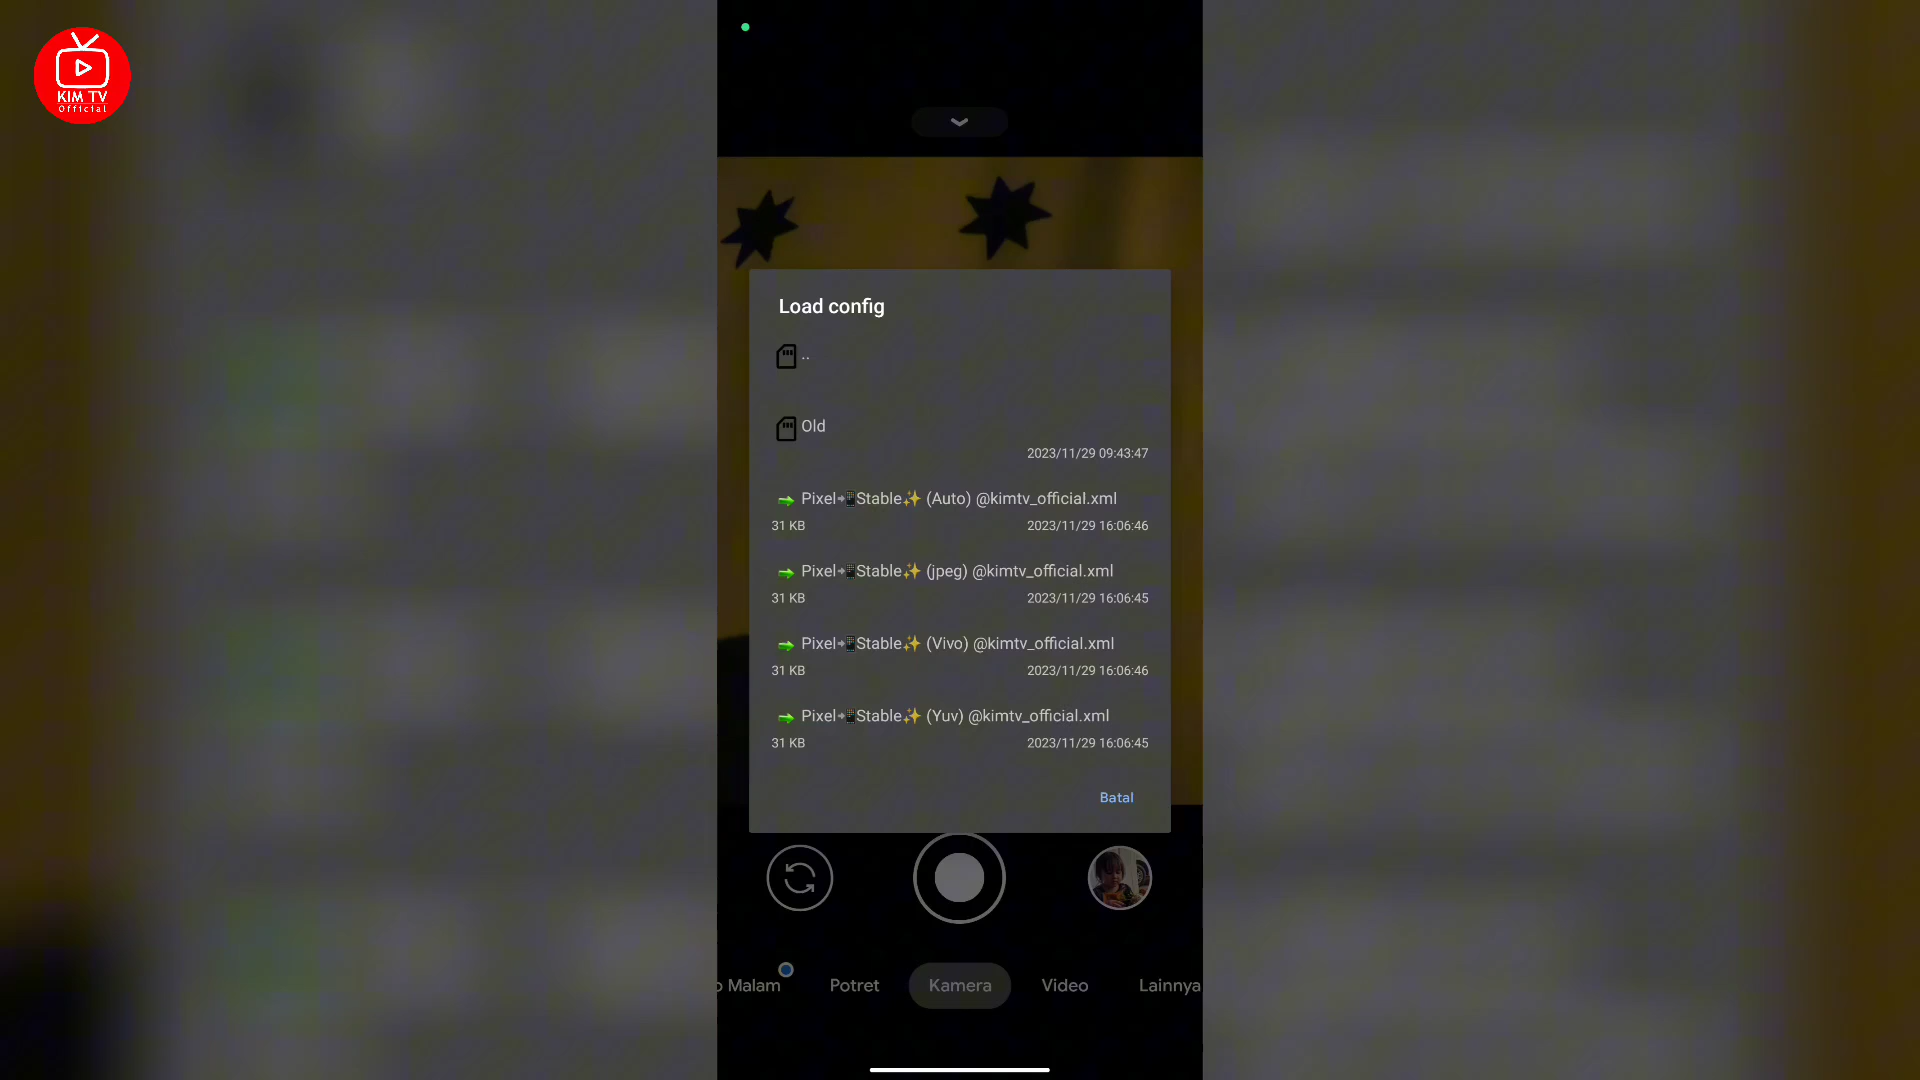 KIM TV
Official
Load config
..
Old
2023/11/29 09:43:47
Pixel📲Stable✨ (Auto) @kimtv_official.xml
31 KB 2023/11/29 16:06:46
Pixel📲Stable✨ (jpeg) @kimtv_official.xml
31 KB 2023/11/29 16:06:45
Pixel📲Stable✨ (Vivo) @kimtv_official.xml
31 KB 2023/11/29 16:06:46
Pixel📲Stable✨ (Yuv) @kimtv_official.xml
31 KB 2023/11/29 16:06:45
Batal
o Malam Potret Kamera Video Lainnya